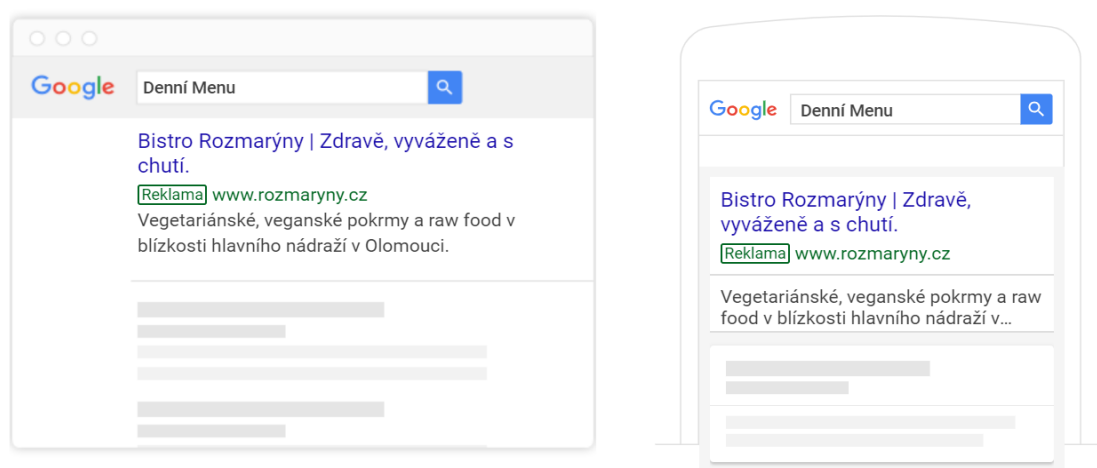 Google Denní Menu
Bistro Rozmarýny | Zdravě, vyváženě a s
chutí.
Reklama www.rozmaryny.cz
Vegetariánské, veganské pokrmy a raw food v
blízkosti hlavního nádraží v Olomouci.
Google Denní Menu
Bistro Rozmarýny | Zdravě,
vyváženě a s chutí.
Reklama www.rozmaryny.cz
Vegetariánské, veganské pokrmy a raw
food v blízkosti hlavního nádraží v...